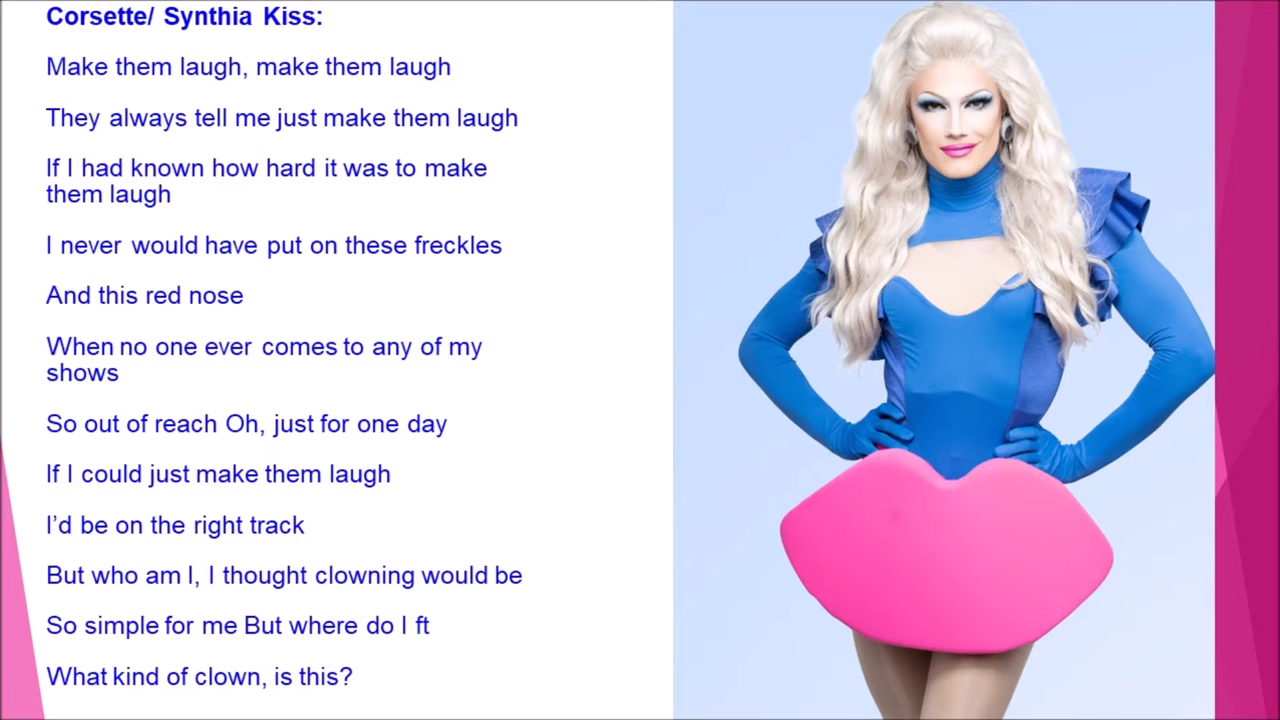 Corsette/ Synthia Kiss:
Make them laugh, make them laugh
They always tell me just make them laugh
If I had known how hard it was to make
them laugh
I never would have put on these freckles
And this red nose
When no one ever comes to any of my
shows
So out of reach Oh, just for one day
If I could just make them laugh
I'd be on the right track
But who am I, I thought clowning would be
So simple for me But where do I ft
What kind of clown, is this?